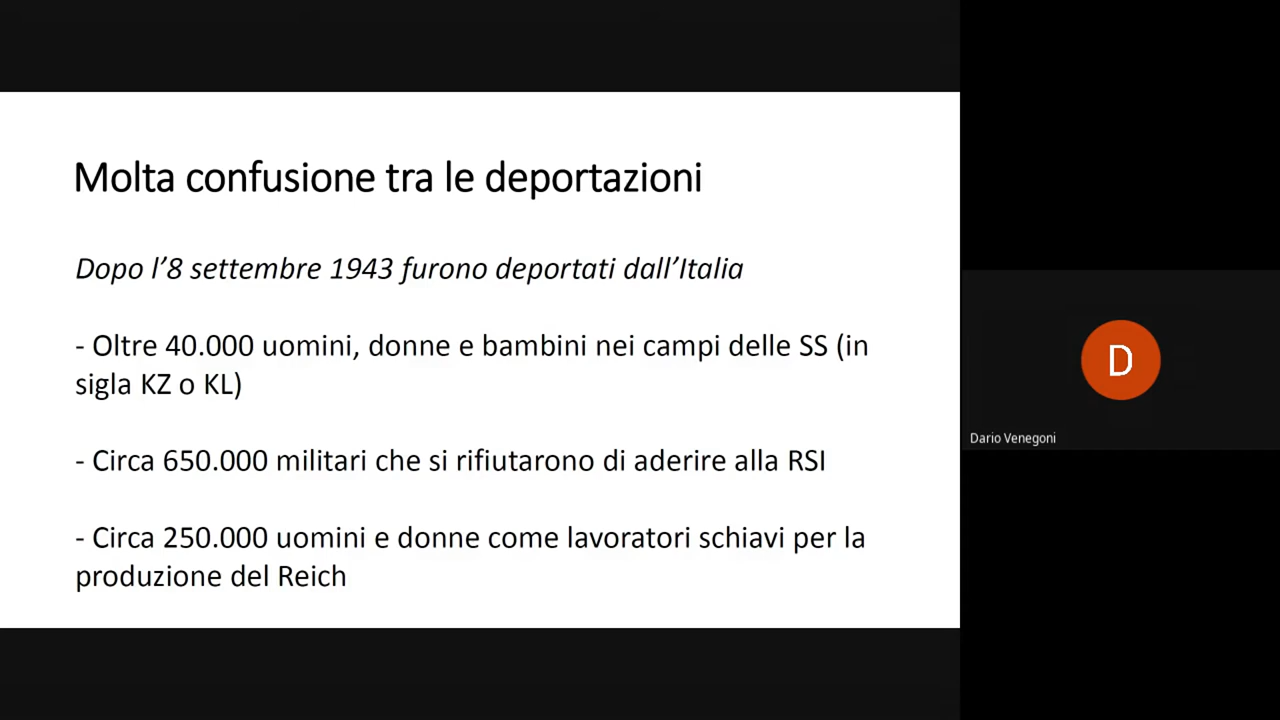 Molta confusione tra le deportazioni
Dopo l’8 settembre 1943 furono deportati dall’Italia
- Oltre 40.000 uomini, donne e bambini nei campi delle SS (in
sigla KZ o KL)
- Circa 650.000 militari che si rifiutarono di aderire alla RSI
- Circa 250.000 uomini e donne come lavoratori schiavi per la
produzione del Reich
D
Dario Venegoni